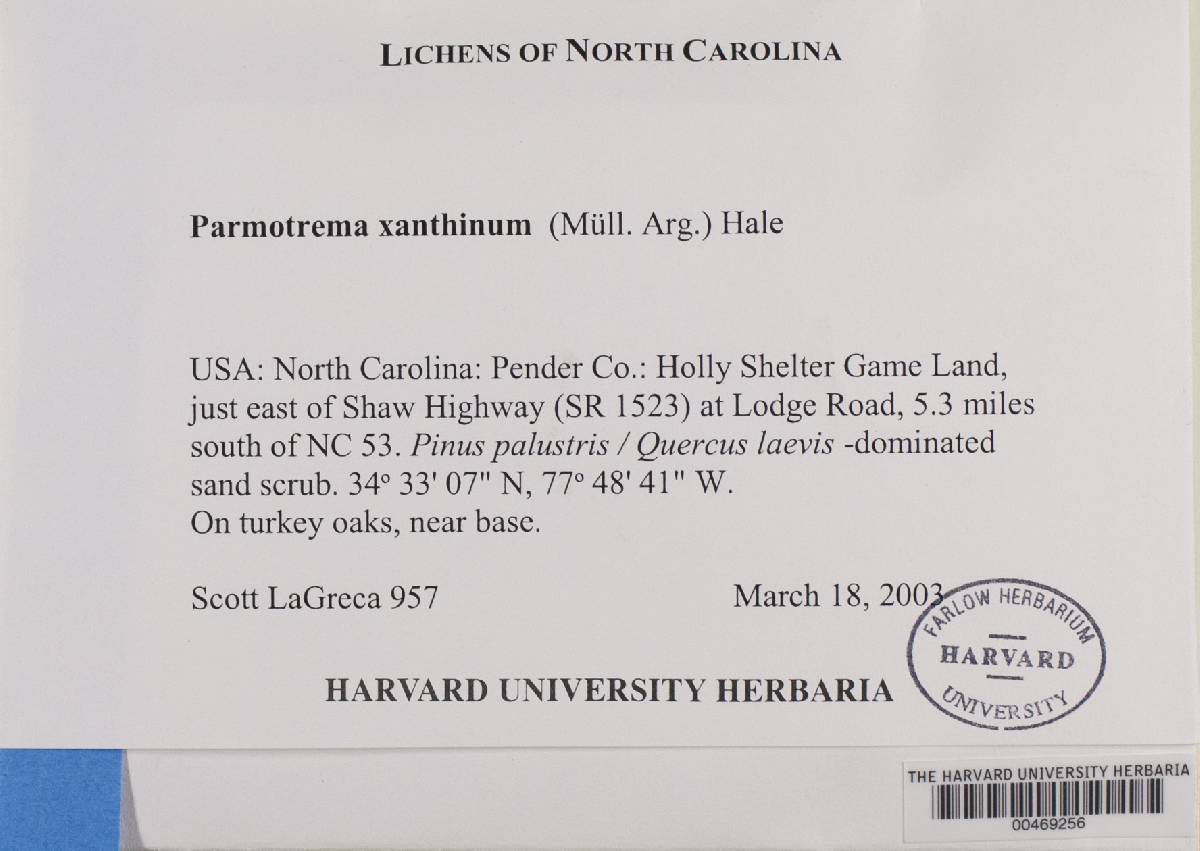 LICHENS OF NORTH CAROLINA
Parmotrema xanthinum (Müll. Arg.) Hale
USA: North Carolina: Pender Co.: Holly Shelter Game Land,
just east of Shaw Highway (SR 1523) at Lodge Road, 5.3 miles
south of NC 53. Pinus palustris / Quercus laevis -dominated
sand scrub. 34° 33' 07" N, 77° 48' 41" W.
On turkey oaks, near base.
Scott LaGreca 957 March 18, 2003
FARLOW HERBARIUM
HARVARD
UNIVERSITY
HARVARD UNIVERSITY HERBARIA
THE HARVARD UNIVERSITY HERBARIA
00469256